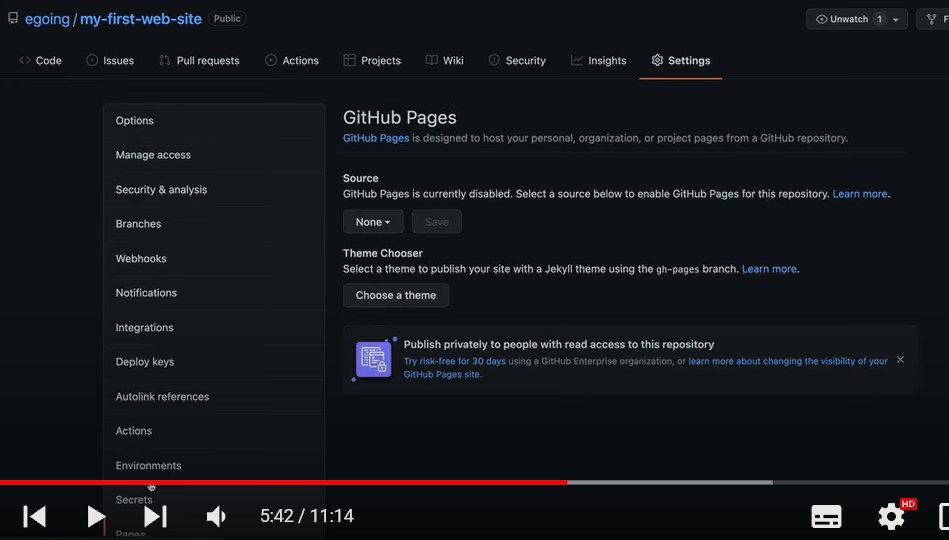 egoing / my-first-web-site Public
Unwatch 1
Code Issues Pull requests Actions Projects Wiki Security Insights Settings
Options
Manage access
Security & analysis
Branches
Webhooks
Notifications
Integrations
Deploy keys
Autolink references
Actions
Environments
Secrets
Pages
GitHub Pages
GitHub Pages is designed to host your personal, organization, or project pages from a GitHub repository.
Source
GitHub Pages is currently disabled. Select a source below to enable GitHub Pages for this repository. Learn more.
None Save
Theme Chooser
Select a theme to publish your site with a Jekyll theme using the gh-pages branch. Learn more.
Choose a theme
Publish privately to people with read access to this repository
Try risk-free for 30 days using a GitHub Enterprise organization, or learn more about changing the visibility of your
GitHub Pages site.
5:42 / 11:14
HD